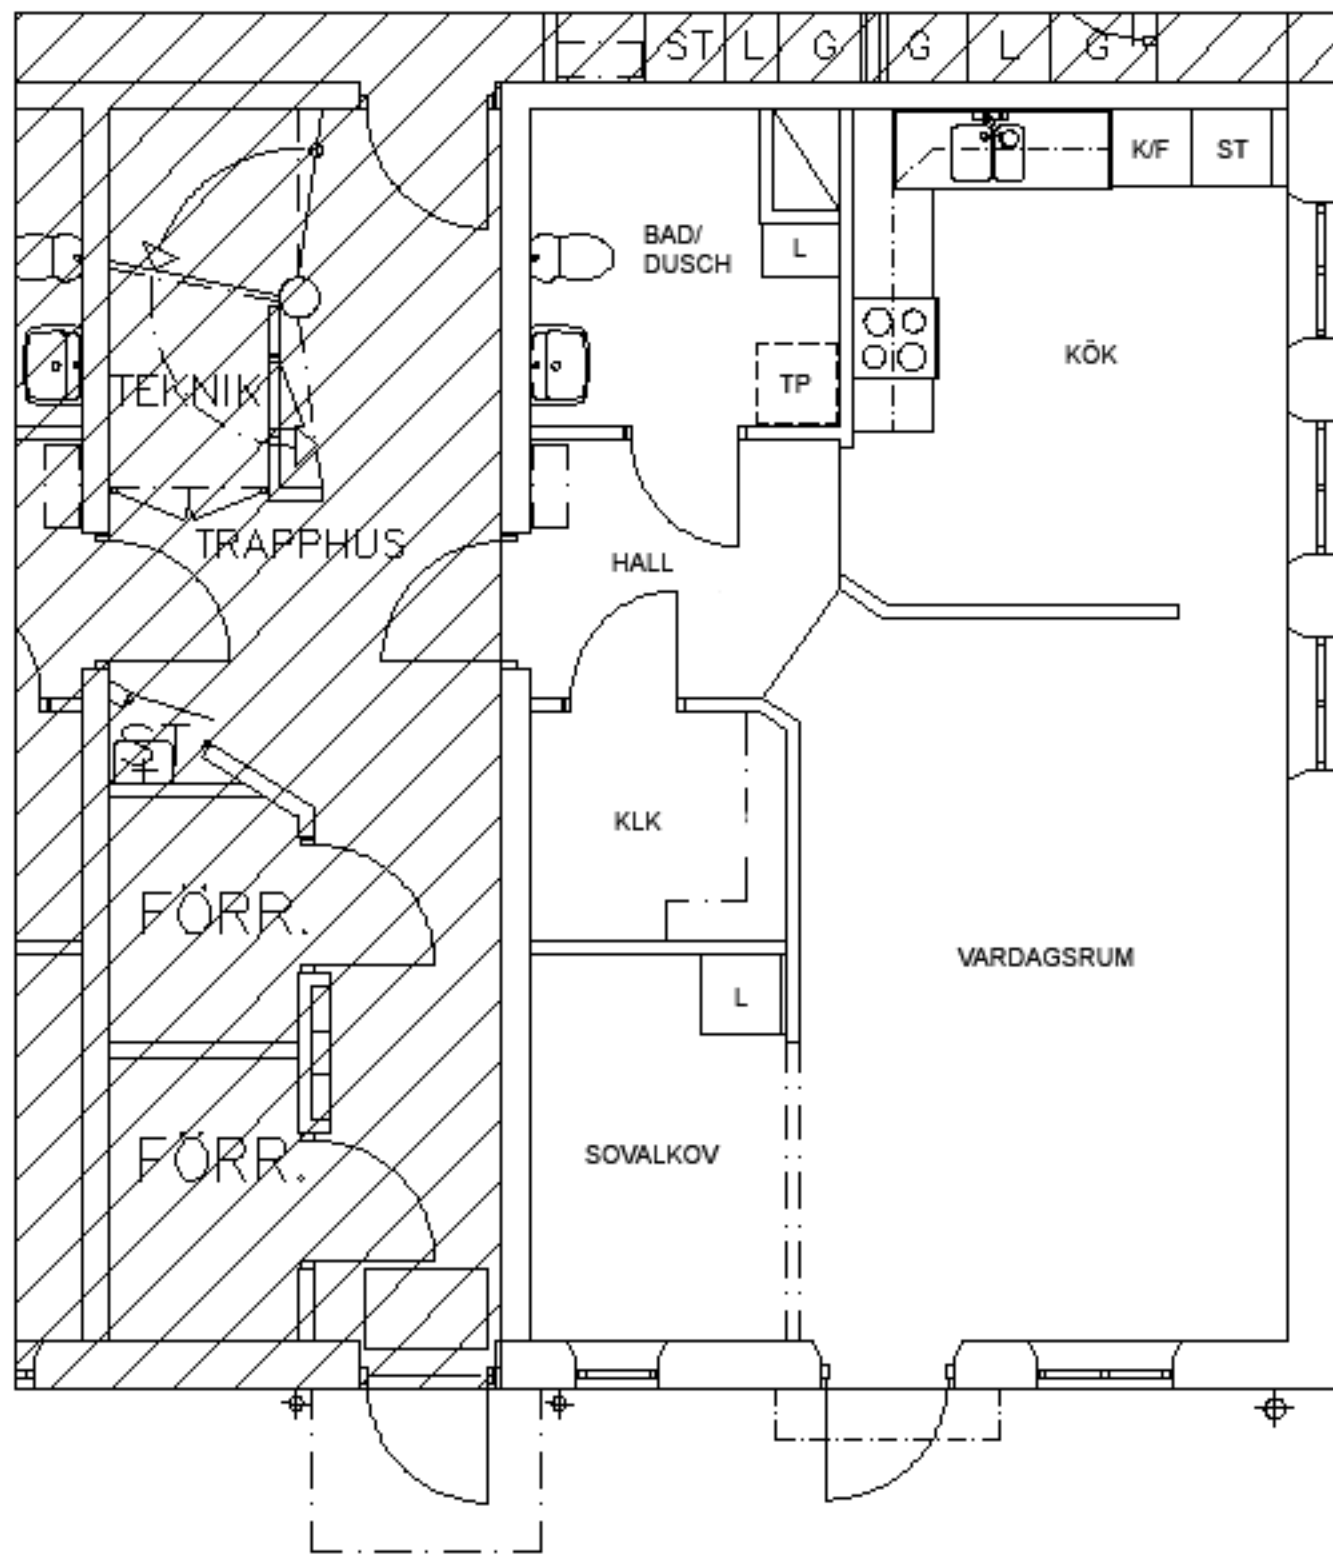 ST L G G L G
K/F ST
BAD/
DUSCH
L
KÖK
TP
TEKNIK
TRAPPHUS
HALL
ST
KLK
FÖRR.
VARDAGSRUM
L
SOVALKOV
FÖRR.